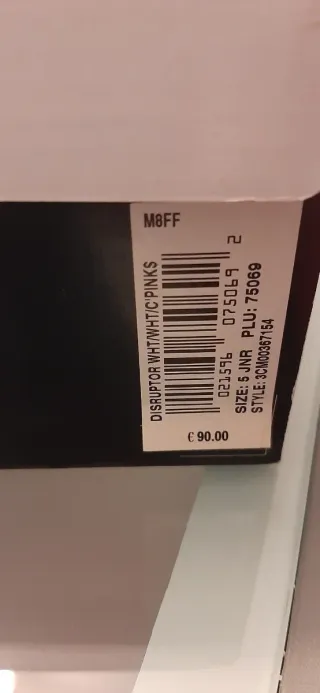 M8FF
DISRUPTOR WHT/WHT/C'PINKS
021596 075069 2
SIZE: 5 JNR PLU: 75069
STYLE: 3CM00367154
€ 90.00